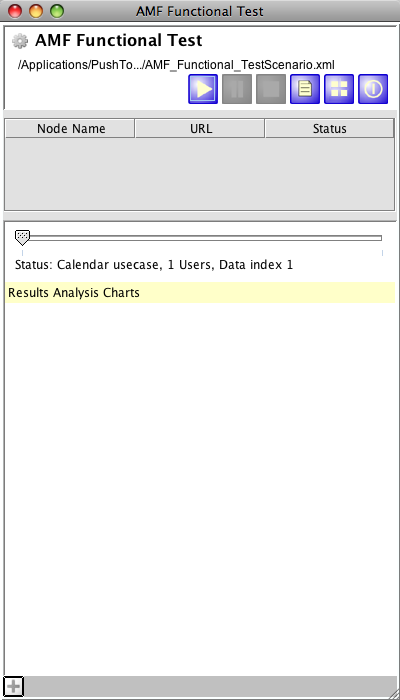 AMF Functional Test
AMF Functional Test
/Applications/PushTo.../AMF_Functional_TestScenario.xml
Node Name URL Status
Status: Calendar usecase, 1 Users, Data index 1
Results Analysis Charts